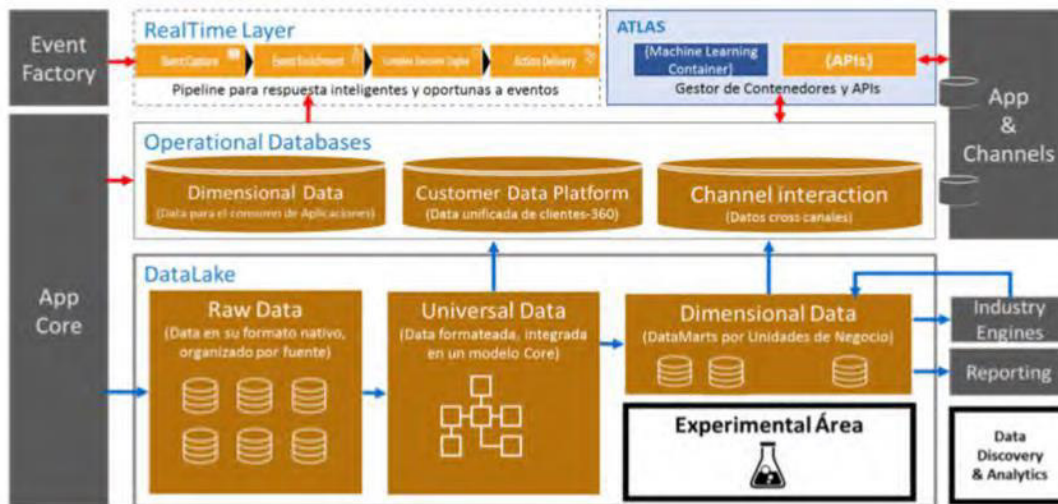 Event
Factory
RealTime Layer
Event Capture
Event Enrichment
Complex Decision Engine
Action Delivery
Pipeline para respuesta inteligentes y oportunas a eventos
ATLAS
{Machine Learning
Container}
{APIs}
Gestor de Contenedores y APIs
App
&
Channels
Operational Databases
Dimensional Data
(Data para el consumo de Aplicaciones)
Customer Data Platform
(Data unificada de clientes-360)
Channel interaction
(Datos cross canales)
App
Core
DataLake
Raw Data
(Data en su formato nativo,
organizado por fuente)
Universal Data
(Data formateada, integrada
en un modelo Core)
Dimensional Data
(DataMarts por Unidades de Negocio)
Industry
Engines
Reporting
Experimental Área
Data
Discovery
& Analytics